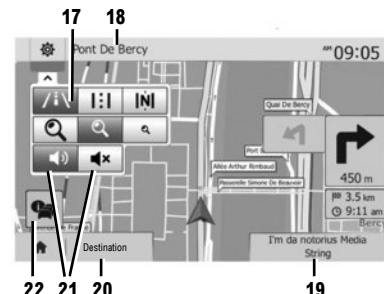 17 18
Pont De Bercy
AM 09:05
N
Quai De Bercy
Allée Arthur Rimbaud
Passerelle Simone De Beauvoir
450 m
3.5 km
9:11 am
Bercy
Destination
I'm da notorius Media
String
22 21 20 19